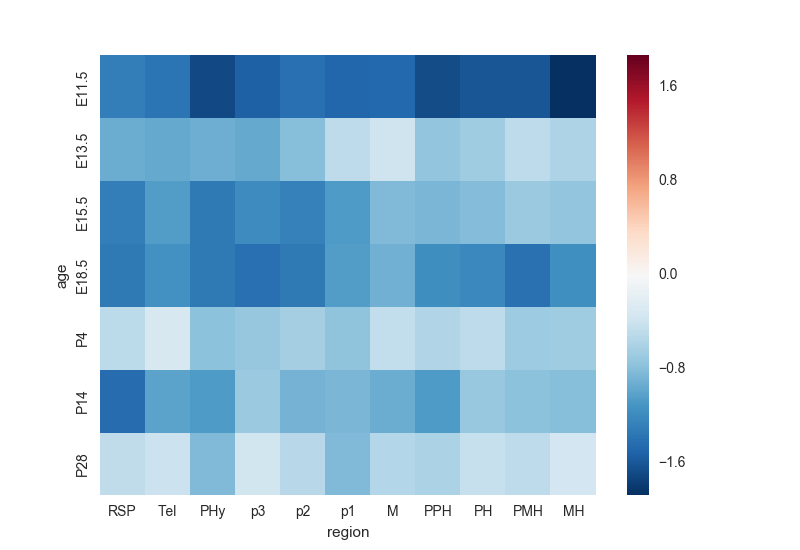 age
E11.5
E13.5
E15.5
E18.5
P4
P14
P28
RSP Tel PHy p3 p2 p1 M PPH PH PMH MH
region
1.6
0.8
0.0
−0.8
−1.6